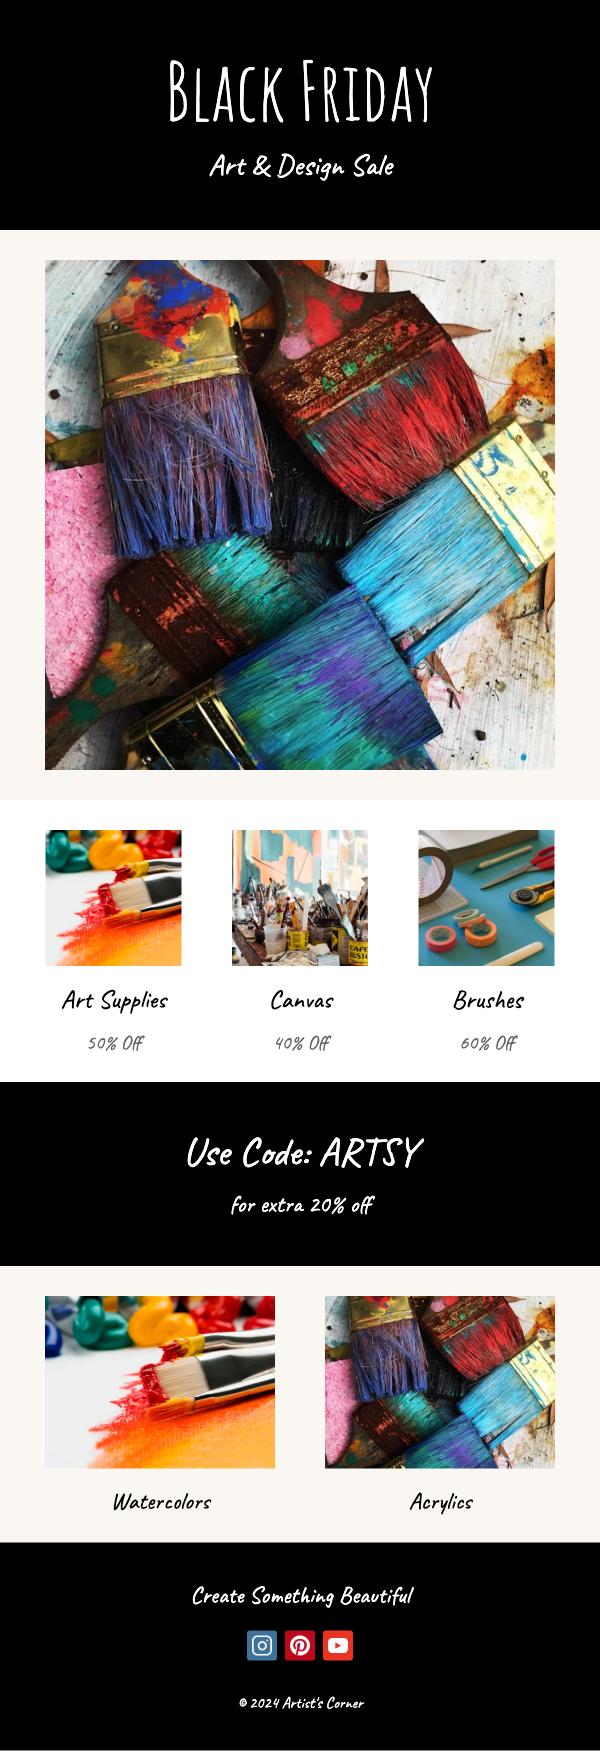 Black Friday
Art & Design Sale
Art Supplies
Canvas
Brushes
50% Off
40% Off
60% Off
Use Code: ARTSY
for extra 20% off
Watercolors
Acrylics
Create Something Beautiful
© 2024 Artist's Corner